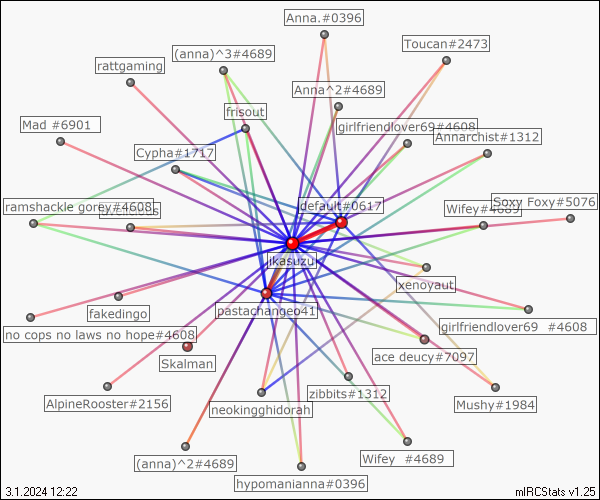 Anna.#0396
Toucan#2473
(anna)^3#4689
rattgaming
Anna^2#4689
frisout
girlfriendlover69#4608
Mad #6901
Annarchist#1312
Cypha#1717
default#0617
Soxy Foxy#5076
ramshackle gorey#4608
Wifey#4689
jkasuzu
xenoyaut
fakedingo
pastachangeo41
girlfriendlover69 #4608
no cops no laws no hope#4608
ace deucy#7097
Skalman
zibbits#1312
AlpineRooster#2156
neokingghidorah
Mushy#1984
(anna)^2#4689
Wifey #4689
hypomanianna#0396
3.1.2024 12:22
mIRCStats v1.25